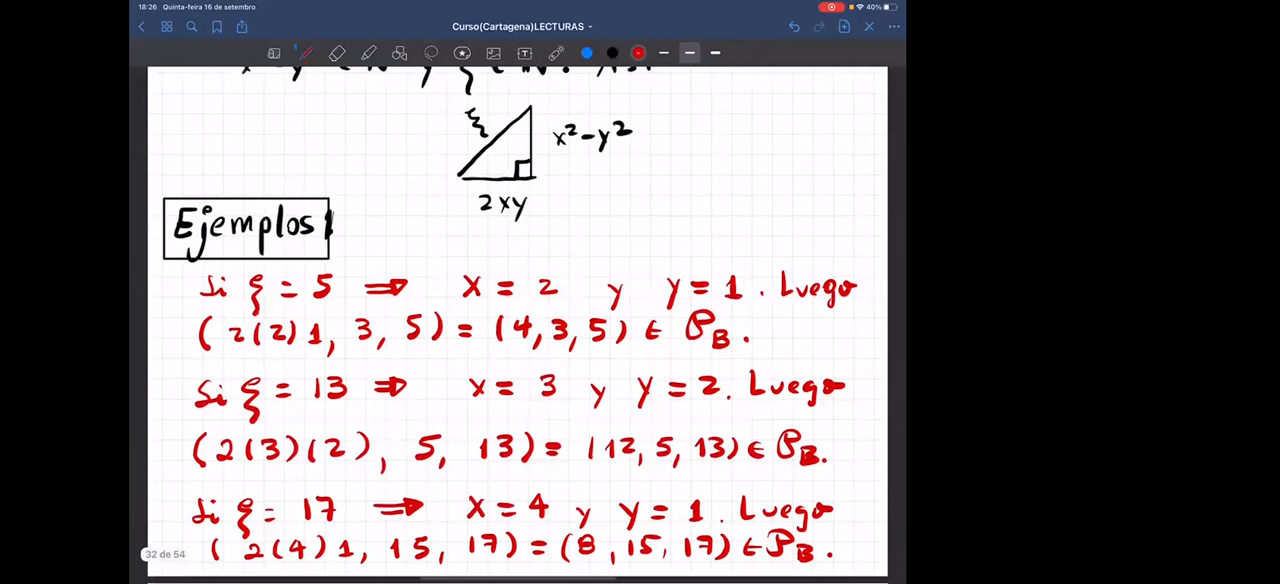 18:26 Quinta-feira 16 de setembro
40%
Curso(Cartagena)LECTURAS
ξ
x²-y²
2xy
Ejemplos
Si ξ = 5 ⇒ x = 2 y y = 1. Luego
(2(2)1, 3, 5) = (4, 3, 5) ∈ P_B.
Si ξ = 13 ⇒ x = 3 y y = 2. Luego
(2(3)(2), 5, 13) = (12, 5, 13) ∈ P_B.
Si ξ = 17 ⇒ x = 4 y y = 1. Luego
(2(4)1, 15, 17) = (8, 15, 17) ∈ P_B.
32 de 54